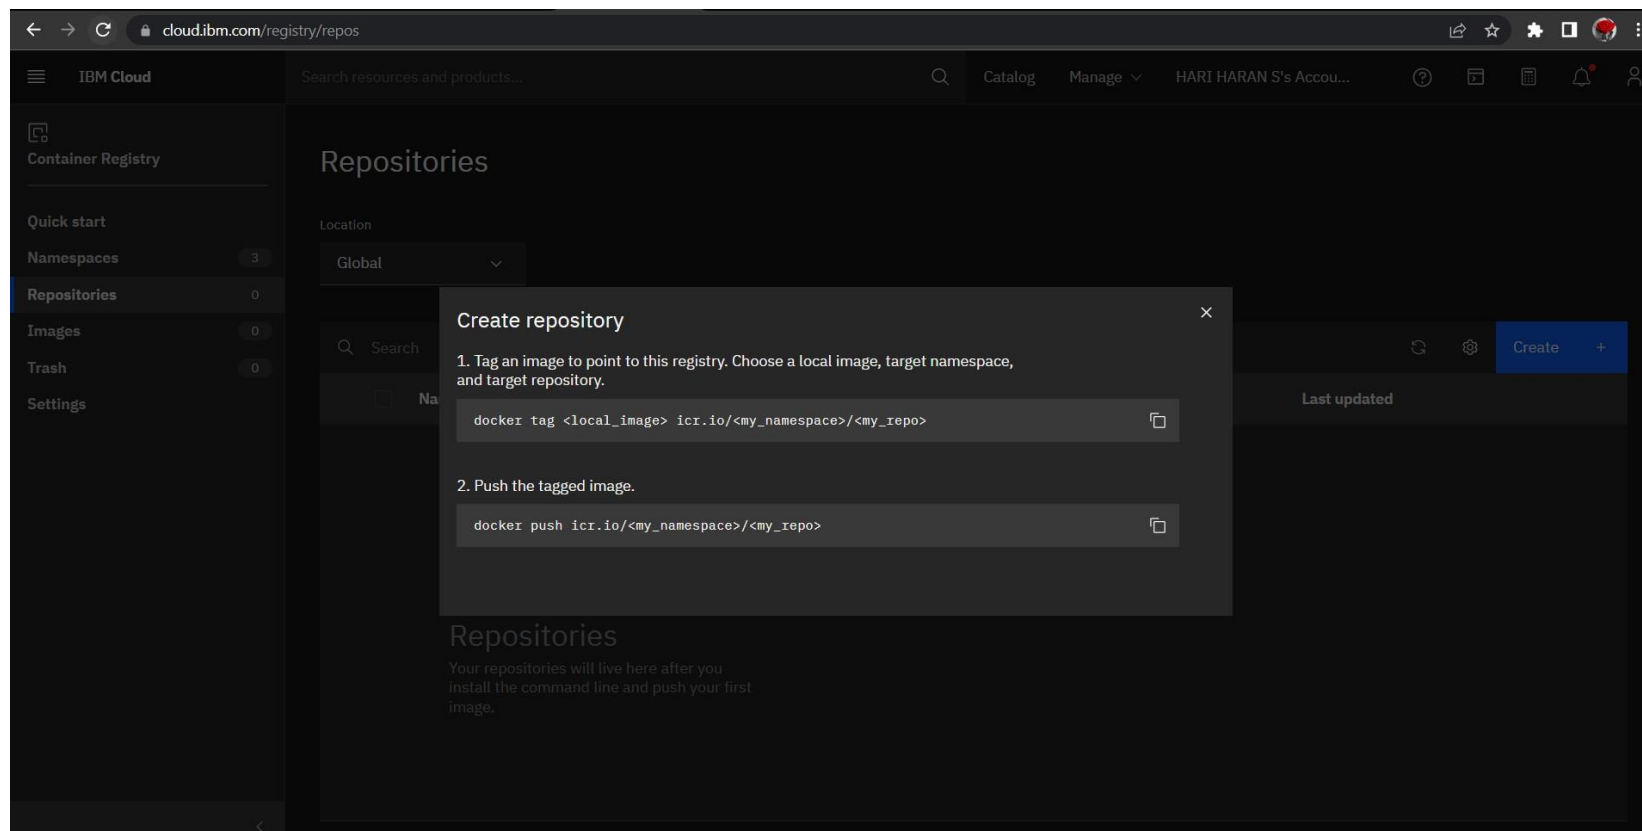 cloud.ibm.com/registry/repos
IBM Cloud
Search resources and products...
Catalog
Manage
HARI HARAN S's Accou...
Container Registry
Quick start
Namespaces 3
Repositories 0
Images 0
Trash 0
Settings
Repositories
Location
Global
Search
Create +
Na
Last updated
Create repository
1. Tag an image to point to this registry. Choose a local image, target namespace,
and target repository.
docker tag <local_image> icr.io/<my_namespace>/<my_repo>
2. Push the tagged image.
docker push icr.io/<my_namespace>/<my_repo>
Repositories
Your repositories will live here after you
install the command line and push your first
image.